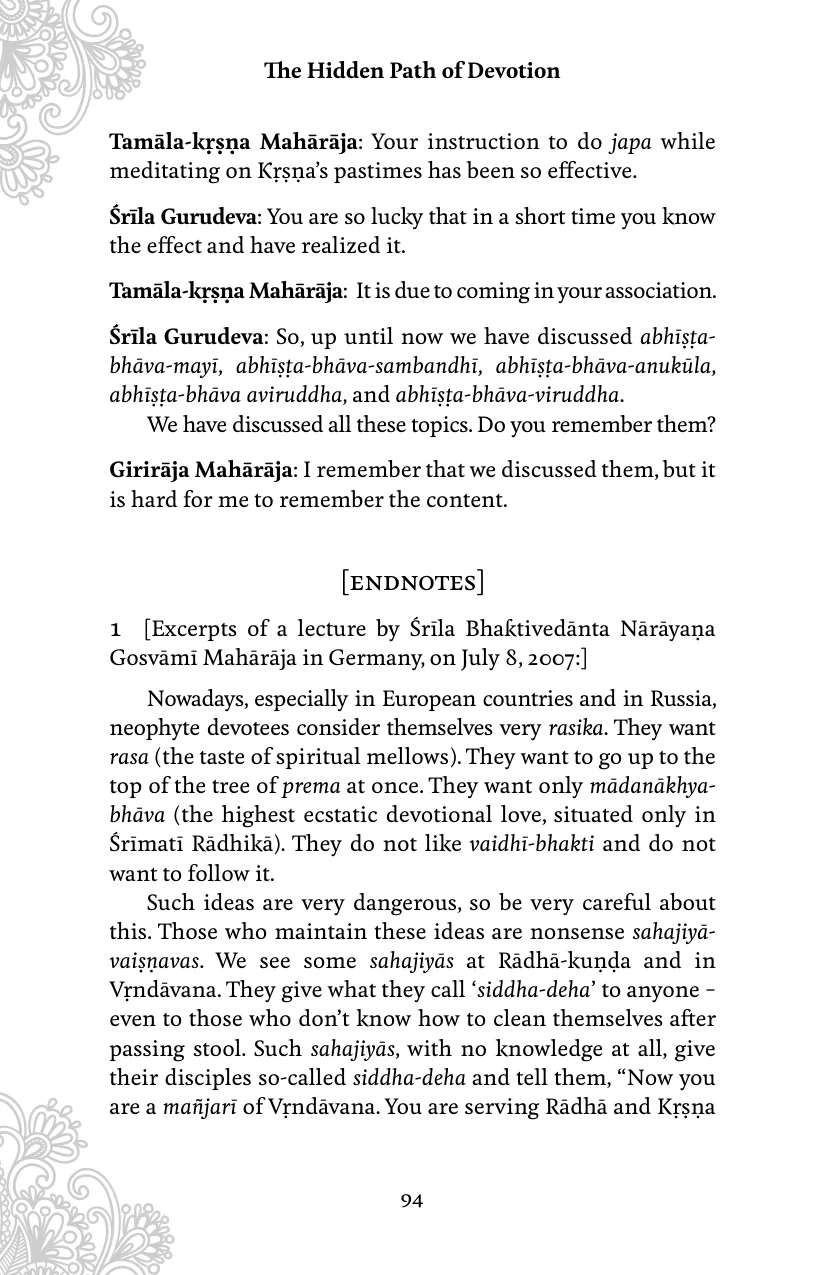 The Hidden Path of Devotion
Tamāla-kṛṣṇa Mahārāja: Your instruction to do japa while
meditating on Kṛṣṇa’s pastimes has been so effective.
Śrīla Gurudeva: You are so lucky that in a short time you know
the effect and have realized it.
Tamāla-kṛṣṇa Mahārāja: It is due to coming in your association.
Śrīla Gurudeva: So, up until now we have discussed abhīṣṭa-
bhāva-mayī, abhīṣṭa-bhāva-sambandhī, abhīṣṭa-bhāva-anukūla,
abhīṣṭa-bhāva aviruddha, and abhīṣṭa-bhāva-viruddha.
We have discussed all these topics. Do you remember them?
Girirāja Mahārāja: I remember that we discussed them, but it
is hard for me to remember the content.
[ENDNOTES]
1 [Excerpts of a lecture by Śrīla Bhaktivedānta Nārāyaṇa
Gosvāmī Mahārāja in Germany, on July 8, 2007:]
Nowadays, especially in European countries and in Russia,
neophyte devotees consider themselves very rasika. They want
rasa (the taste of spiritual mellows). They want to go up to the
top of the tree of prema at once. They want only mādanākhya-
bhāva (the highest ecstatic devotional love, situated only in
Śrīmatī Rādhikā). They do not like vaidhī-bhakti and do not
want to follow it.
Such ideas are very dangerous, so be very careful about
this. Those who maintain these ideas are nonsense sahajiyā-
vaiṣṇavas. We see some sahajiyās at Rādhā-kuṇḍa and in
Vṛndāvana. They give what they call ‘siddha-deha’ to anyone –
even to those who don’t know how to clean themselves after
passing stool. Such sahajiyās, with no knowledge at all, give
their disciples so-called siddha-deha and tell them, “Now you
are a mañjarī of Vṛndāvana. You are serving Rādhā and Kṛṣṇa
94